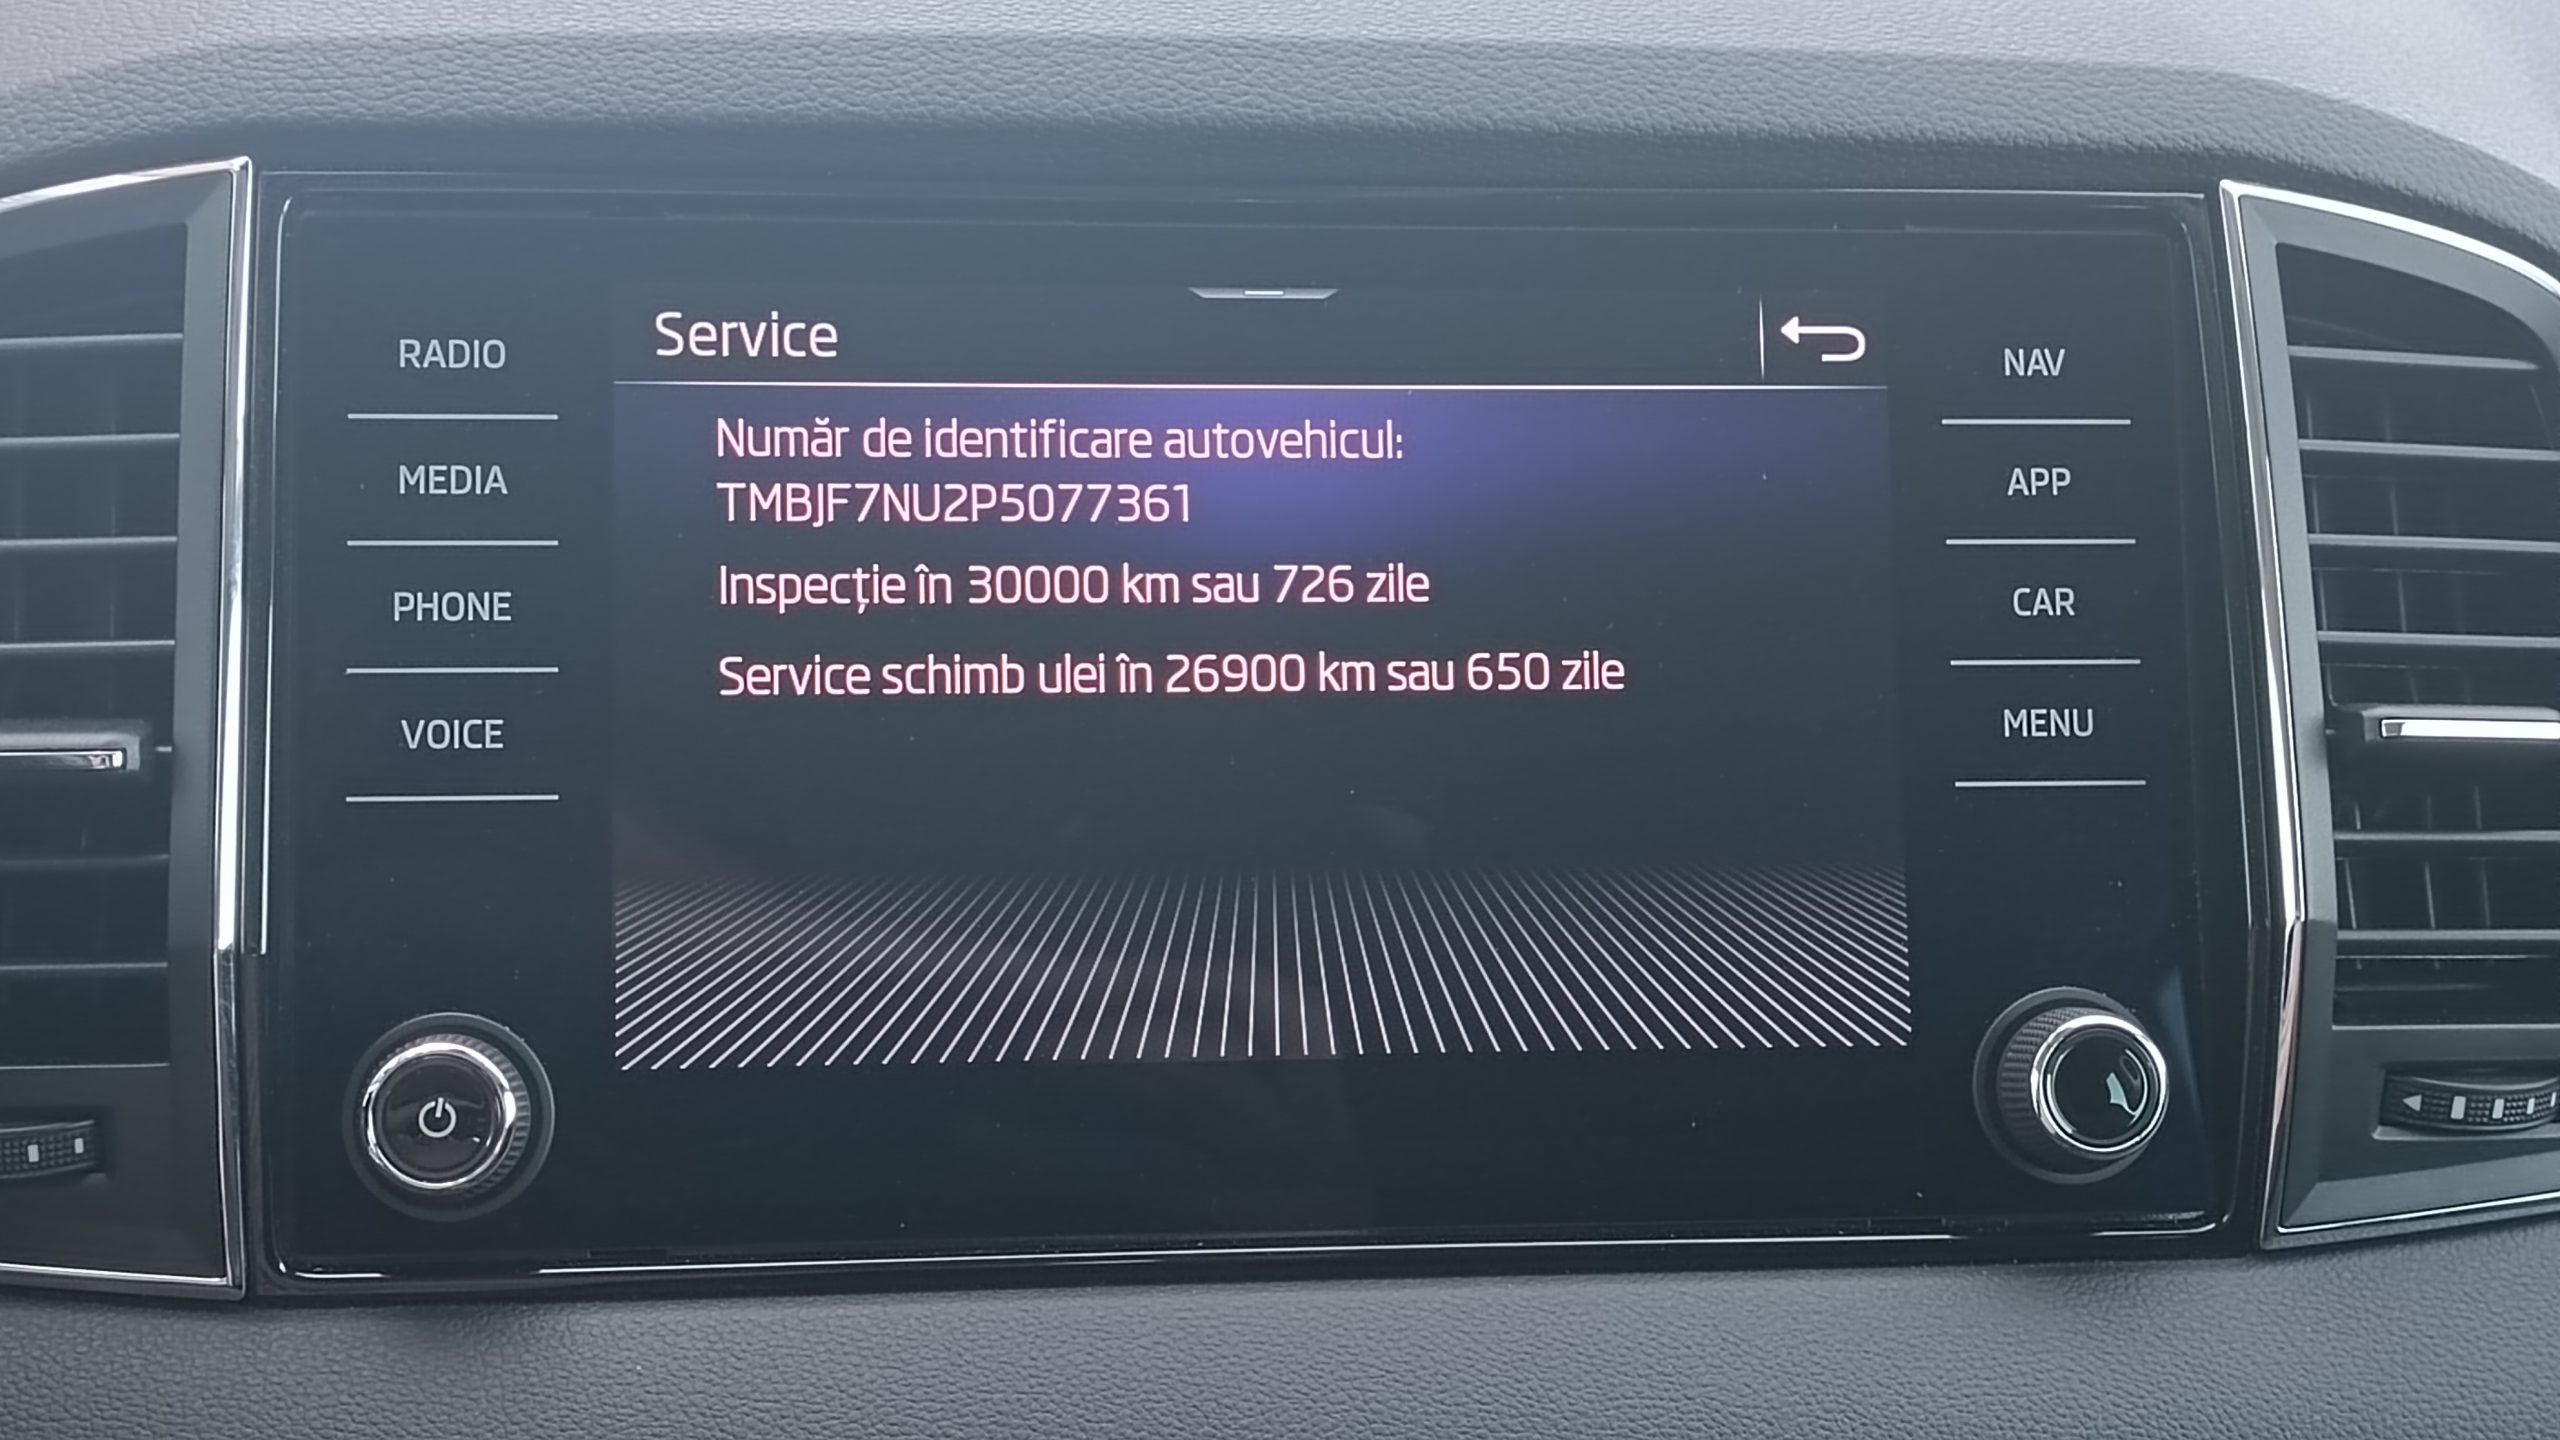 Service
RADIO
MEDIA
PHONE
VOICE
Număr de identificare autovehicul:
TMBJF7NU2P5077361
Inspecție în 30000 km sau 726 zile
Service schimb ulei în 26900 km sau 650 zile
NAV
APP
CAR
MENU